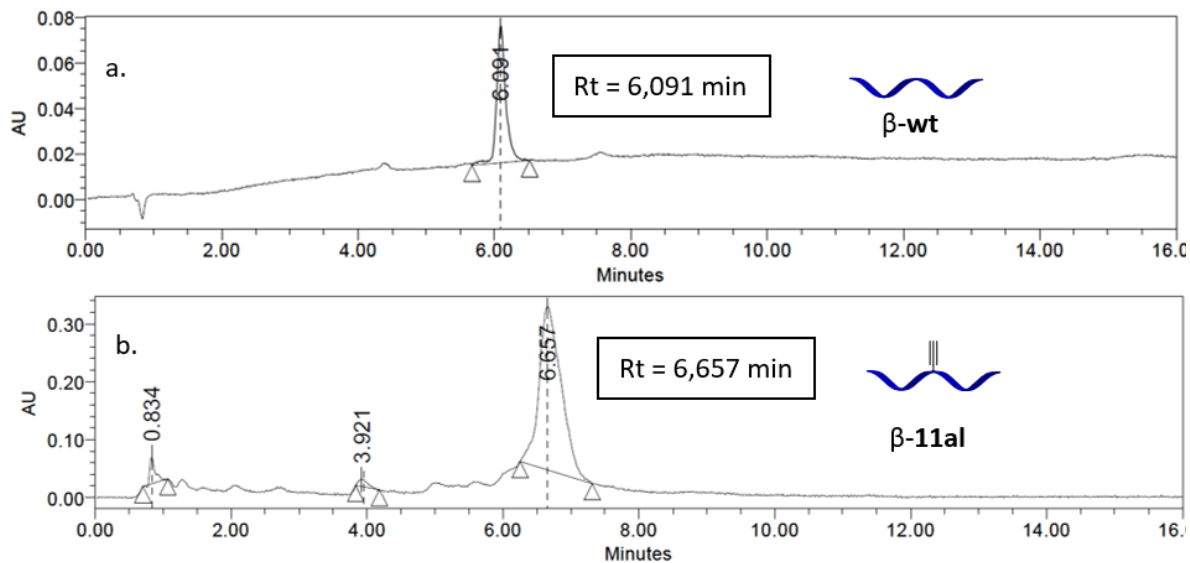 0.08
0.06
0.04
0.02
0.00
AU
a.
6.091
Rt = 6,091 min
β-wt
0.00 2.00 4.00 6.00 8.00 10.00 12.00 14.00 16.0
Minutes
0.30
0.20
0.10
0.00
AU
b.
0.834
3.921
6.657
Rt = 6,657 min
β-11al
0.00 2.00 4.00 6.00 8.00 10.00 12.00 14.00 16.0
Minutes